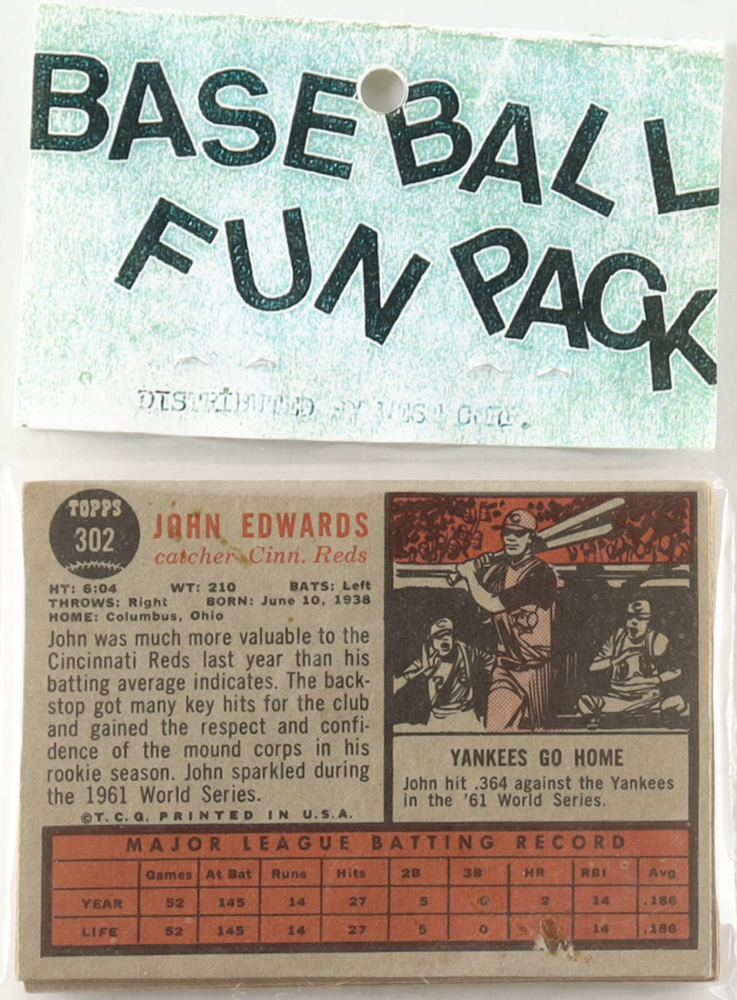 BASEBALL
FUN PACK
DISTRIBUTED BY
TOPPS
302
JOHN EDWARDS
catcher-Cinn. Reds
HT: 6:04 WT: 210 BATS: Left
THROWS: Right BORN: June 10, 1938
HOME: Columbus, Ohio
John was much more valuable to the
Cincinnati Reds last year than his
batting average indicates. The back-
stop got many key hits for the club
and gained the respect and confi-
dence of the mound corps in his
rookie season. John sparkled during
the 1961 World Series.
©T.C.G. PRINTED IN U.S.A.
YANKEES GO HOME
John hit .364 against the Yankees
in the '61 World Series.
MAJOR LEAGUE BATTING RECORD
Games At Bat Runs Hits 2B 3B HR RBI Avg
YEAR 52 145 14 27 5 0 2 14 .186
LIFE 52 145 14 27 5 0 14 .186